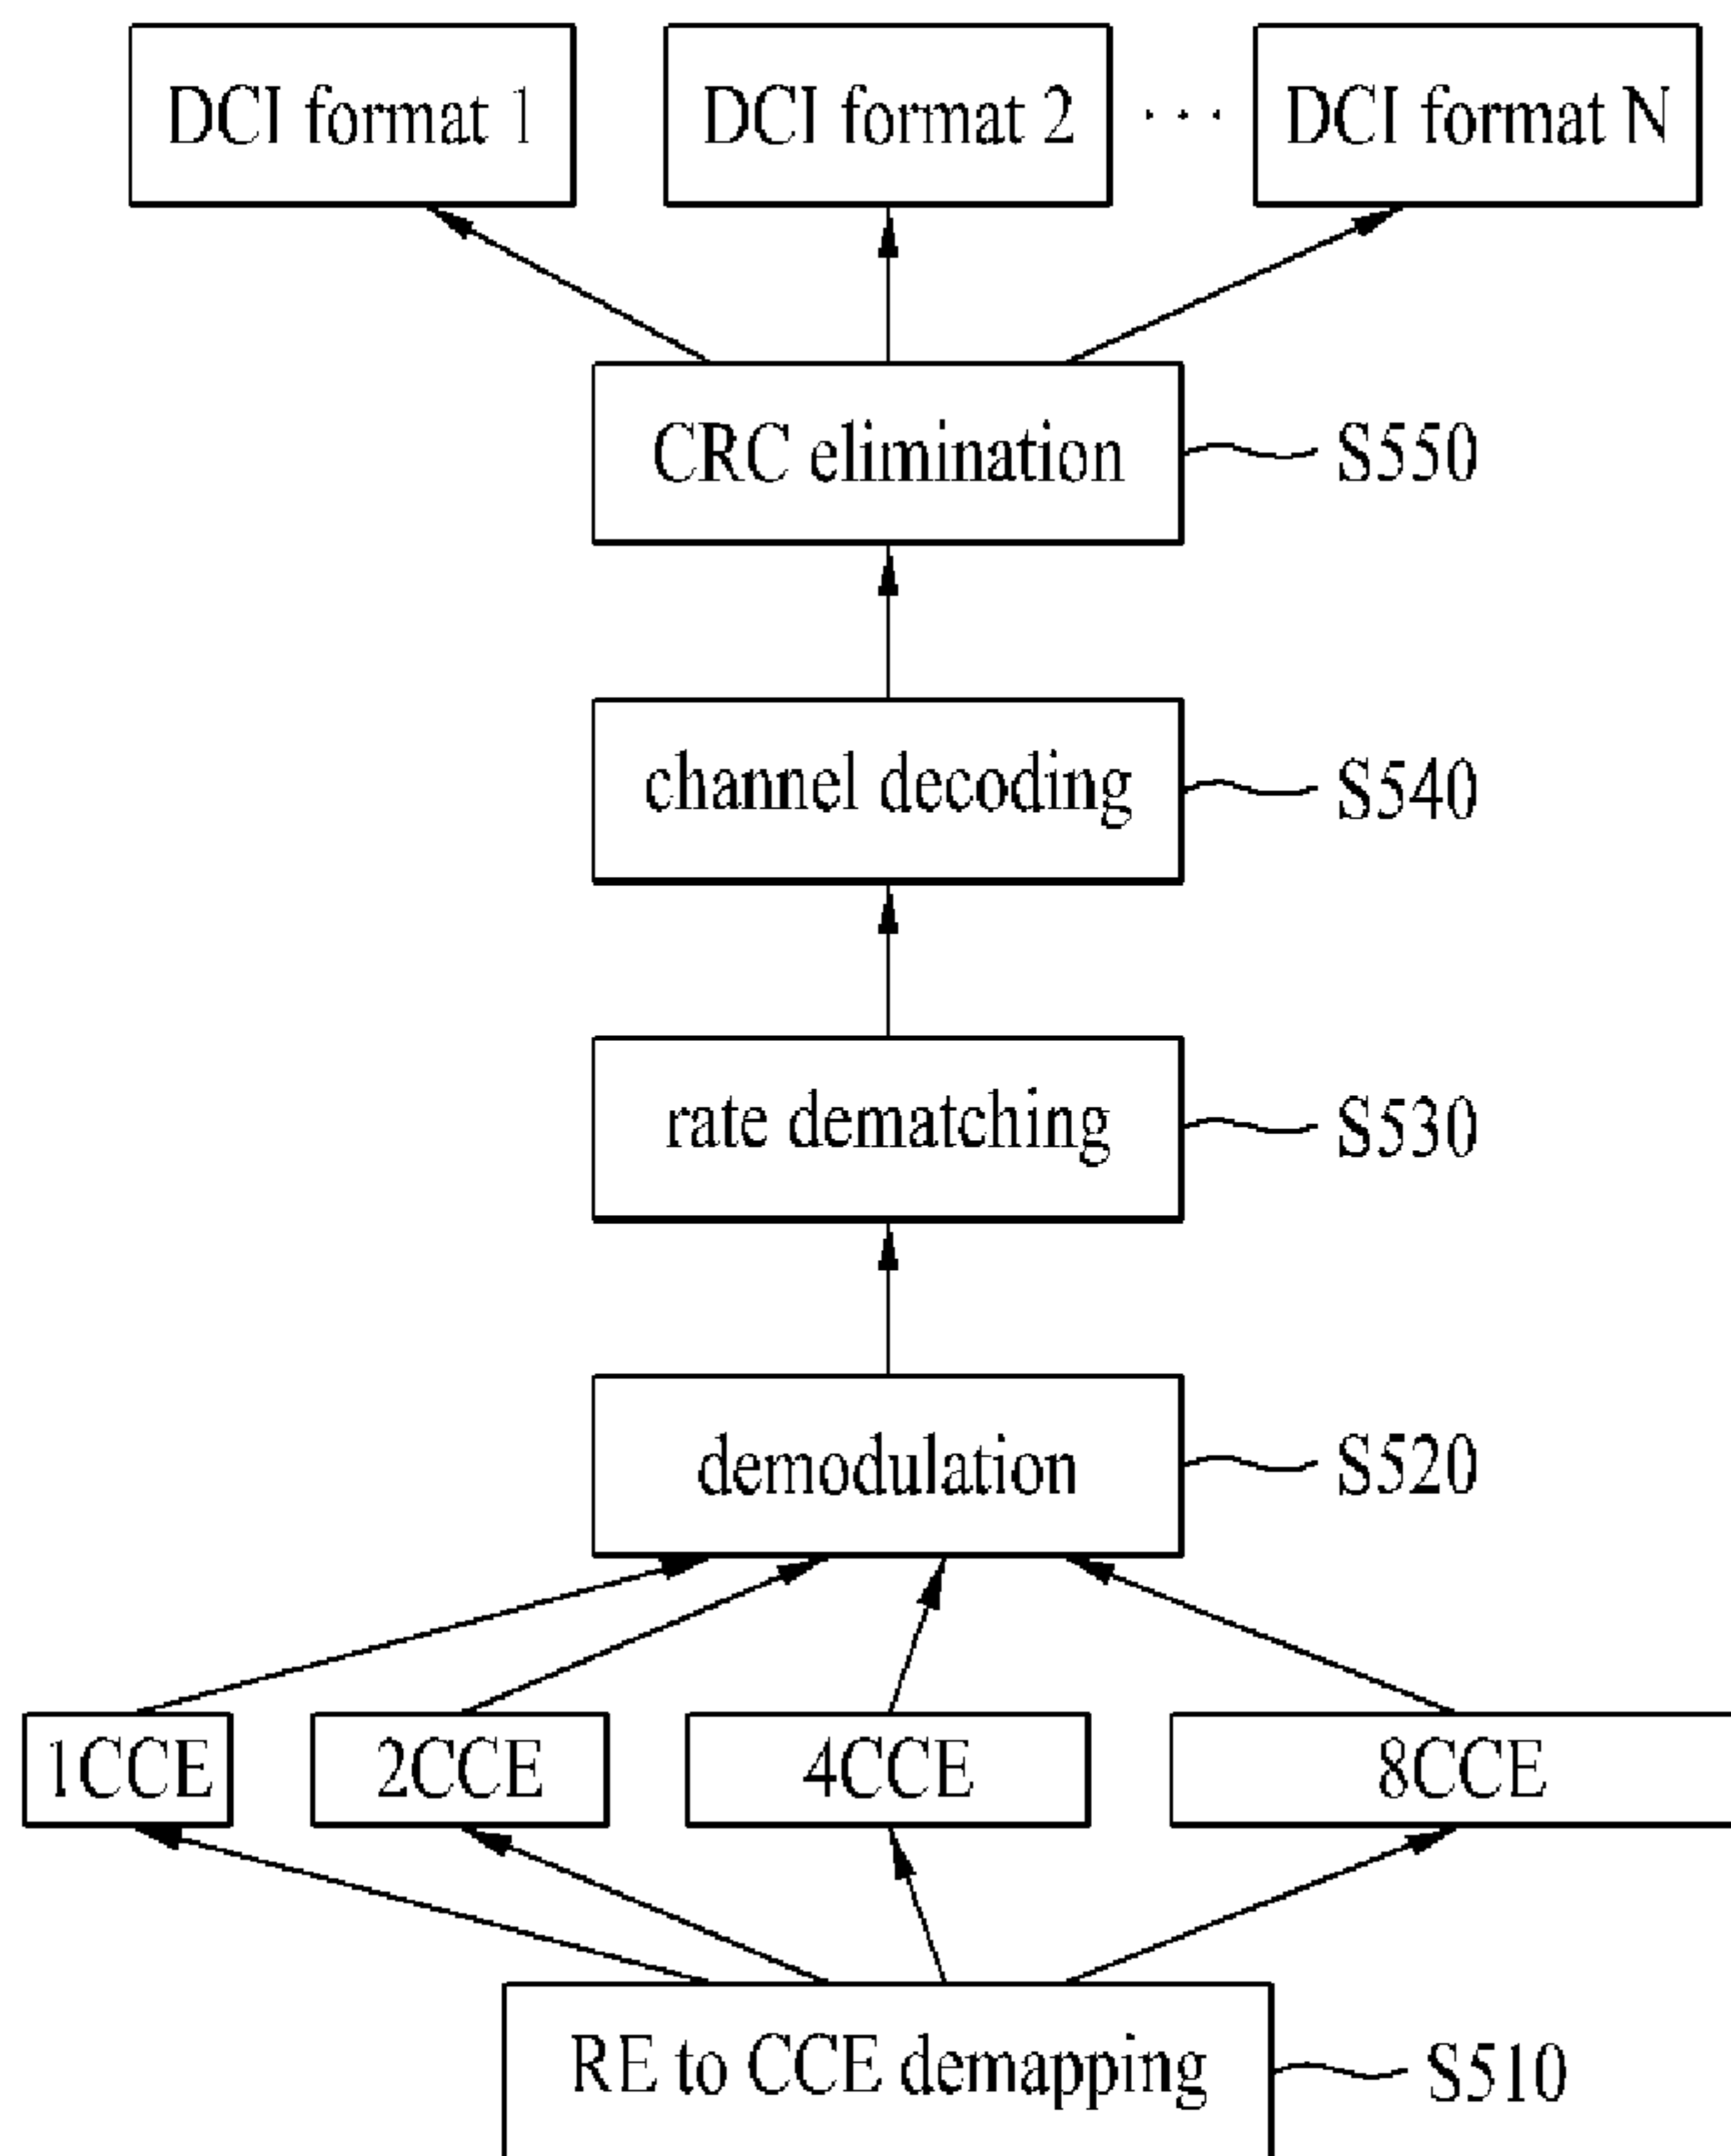 DCI format 1
DCI format 2
. . .
DCI format N
CRC elimination
S550
channel decoding
S540
rate dematching
S530
demodulation
S520
1CCE
2CCE
4CCE
8CCE
RE to CCE demapping
S510